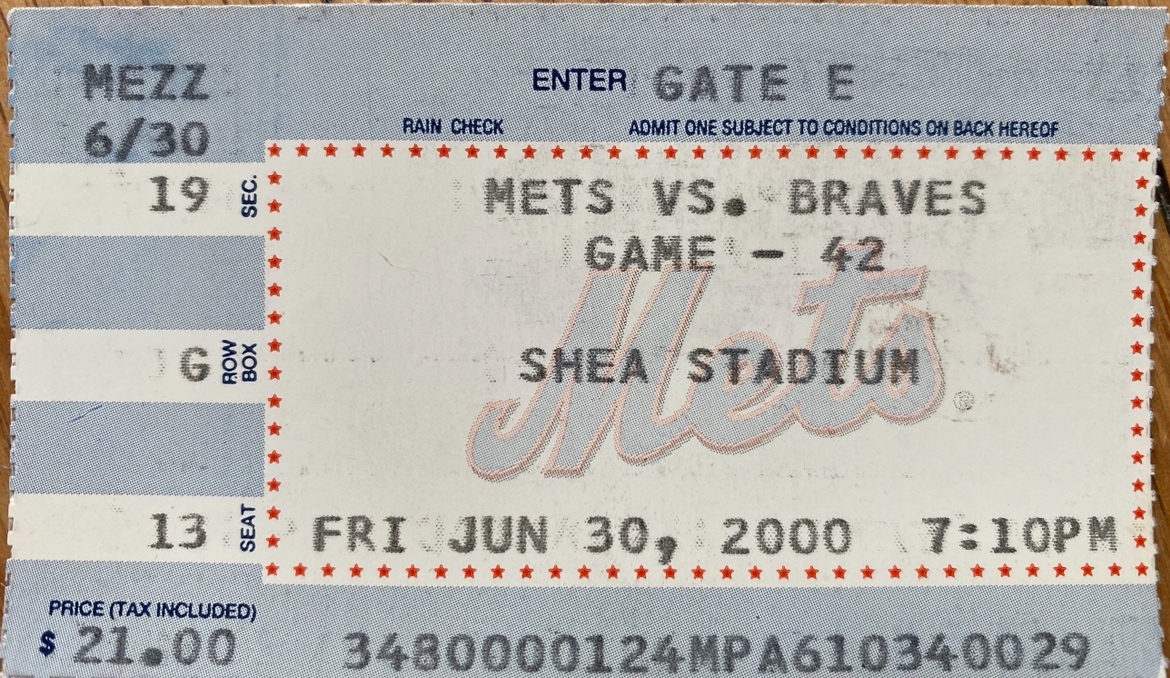 MEZZ
6/30
19 SEC.
G ROW BOX
13 SEAT
PRICE (TAX INCLUDED)
$ 21.00
ENTER GATE E
RAIN CHECK ADMIT ONE SUBJECT TO CONDITIONS ON BACK HEREOF
METS VS. BRAVES
GAME - 42
Mets ®
SHEA STADIUM
FRI JUN 30, 2000 7:10PM
3480000124MPA610340029